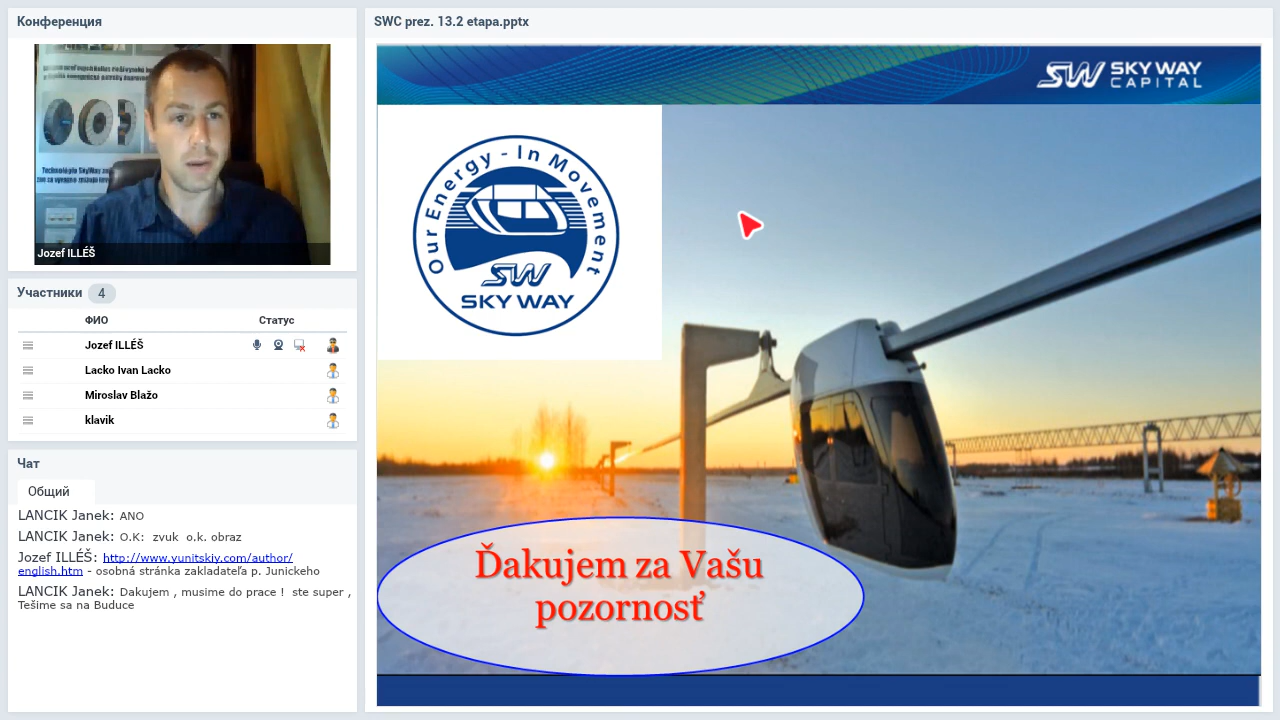 Конференция
Jozef ILLÉŠ
Участники 4
ФИО Статус
Jozef ILLÉŠ
Lacko Ivan Lacko
Miroslav Blažo
klavik
Чат
Общий
LANCIK Janek: ANO
LANCIK Janek: O.K: zvuk o.k. obraz
Jozef ILLÉŠ: http://www.yunitskiy.com/author/
english.htm - osobná stránka zakladateľa p. Junickeho
LANCIK Janek: Dakujem , musime do prace ! ste super ,
Tešime sa na Buduce
SWC prez. 13.2 etapa.pptx
SW SKY WAY
CAPITAL
Our Energy - In Movement
SW
SKY WAY
Ďakujem za Vašu
pozornosť